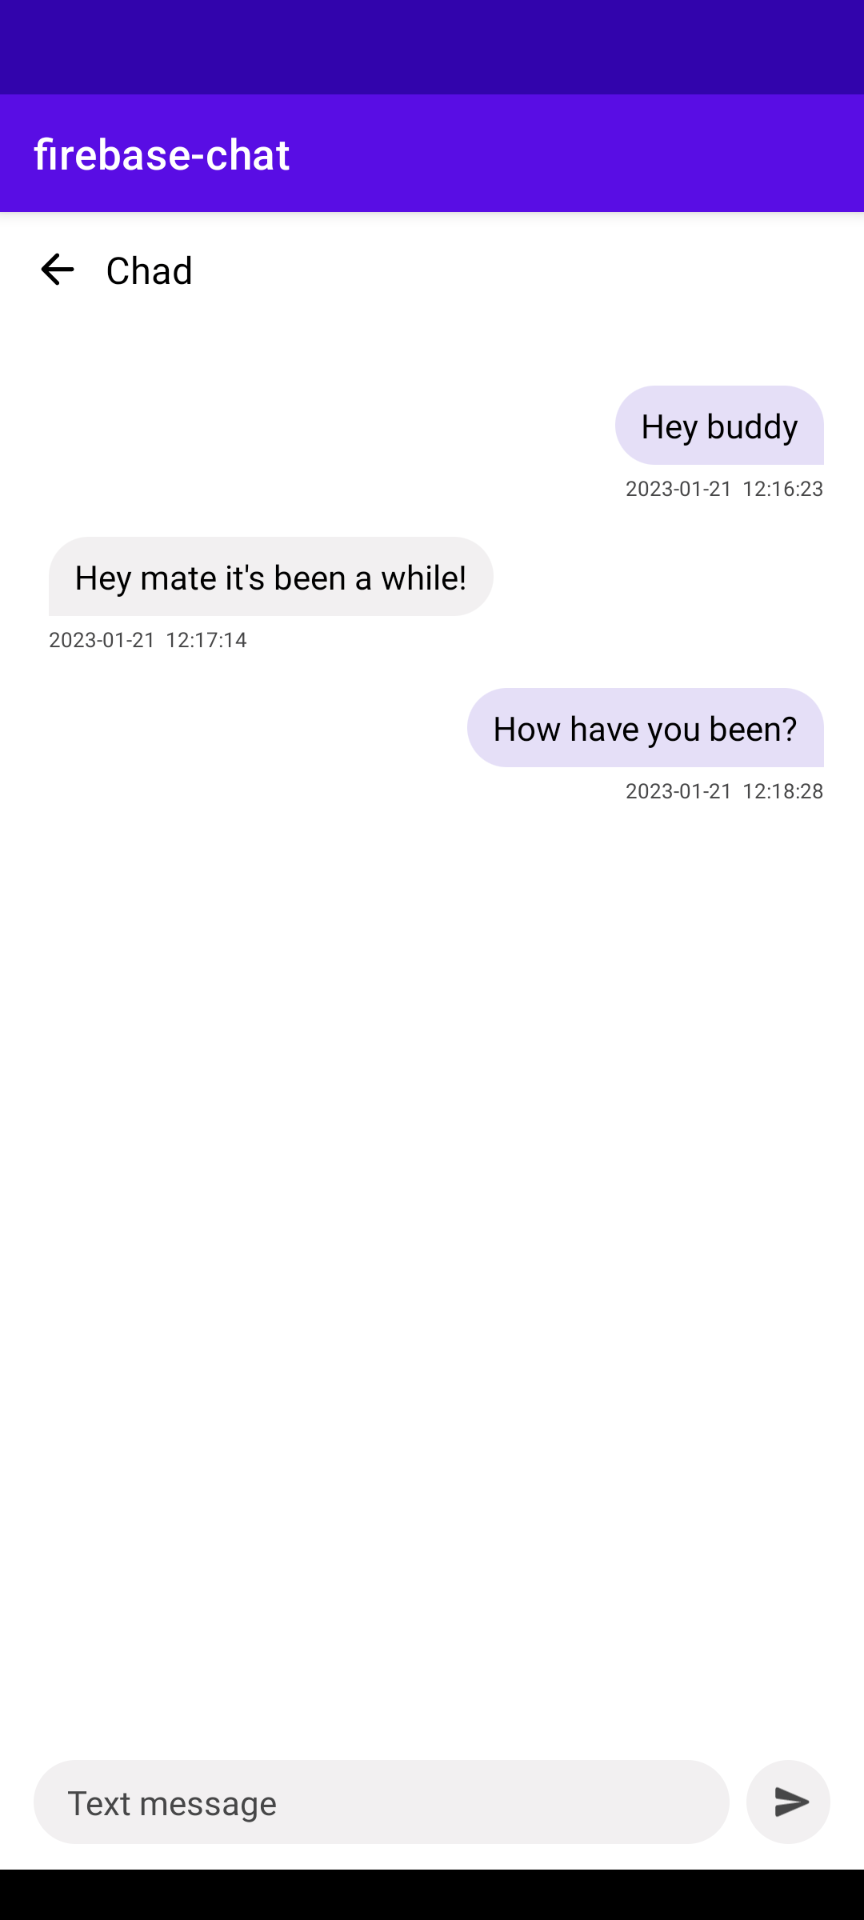 firebase-chat
Chad
Hey buddy
2023-01-21 12:16:23
Hey mate it's been a while!
2023-01-21 12:17:14
How have you been?
2023-01-21 12:18:28
Text message